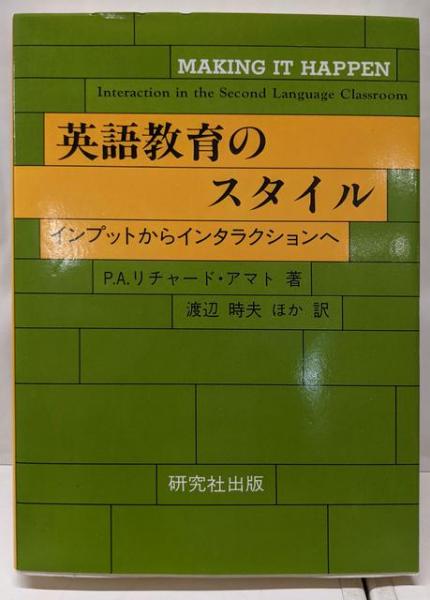 MAKING IT HAPPEN
Interaction in the Second Language Classroom
英語教育の
スタイル
インプットからインタラクションへ
P.A.リチャード・アマト 著
渡辺 時夫 ほか 訳
研究社出版